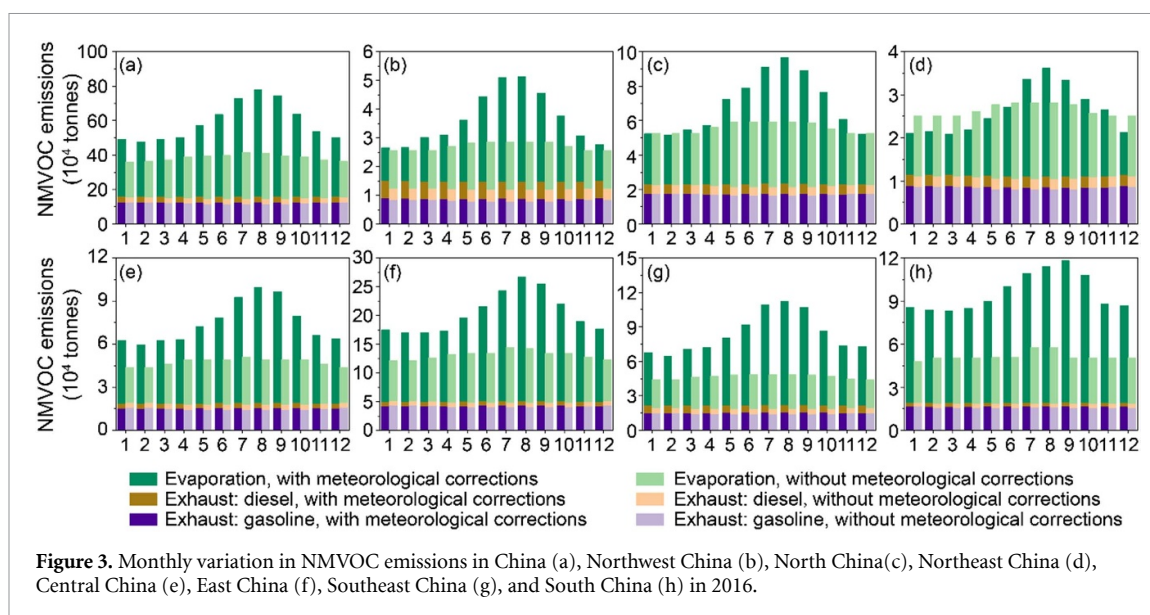 NMVOC emissions
(10⁴ tonnes)
100
80
60
40
20
0
(a)
1 2 3 4 5 6 7 8 9 10 11 12
6
5
4
3
2
1
0
(b)
1 2 3 4 5 6 7 8 9 10 11 12
10
8
6
4
2
0
(c)
1 2 3 4 5 6 7 8 9 10 11 12
4
3
2
1
0
(d)
1 2 3 4 5 6 7 8 9 10 11 12
NMVOC emissions
(10⁴ tonnes)
12
9
6
3
0
(e)
1 2 3 4 5 6 7 8 9 10 11 12
30
25
20
15
10
5
0
(f)
1 2 3 4 5 6 7 8 9 10 11 12
15
12
9
6
3
0
(g)
1 2 3 4 5 6 7 8 9 10 11 12
12
9
6
3
0
(h)
1 2 3 4 5 6 7 8 9 10 11 12
Evaporation, with meteorological corrections
Evaporation, without meteorological corrections
Exhaust: diesel, with meteorological corrections
Exhaust: diesel, without meteorological corrections
Exhaust: gasoline, with meteorological corrections
Exhaust: gasoline, without meteorological corrections
Figure 3. Monthly variation in NMVOC emissions in China (a), Northwest China (b), North China(c), Northeast China (d),
Central China (e), East China (f), Southeast China (g), and South China (h) in 2016.